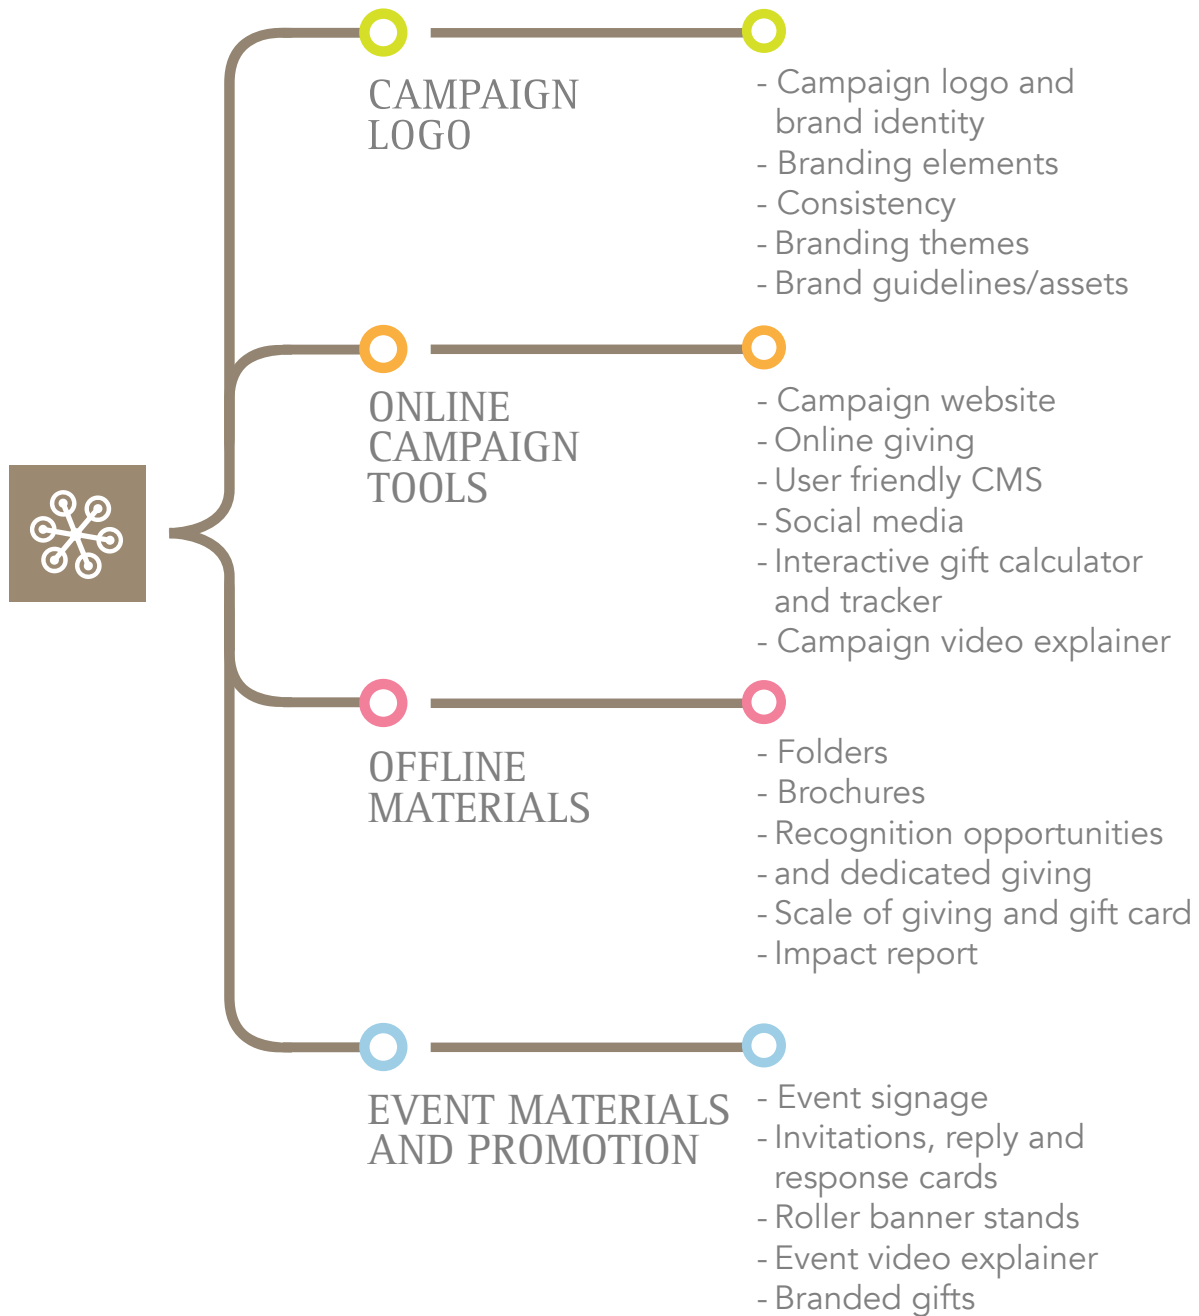 CAMPAIGN
LOGO
- Campaign logo and
brand identity
- Branding elements
- Consistency
- Branding themes
- Brand guidelines/assets
ONLINE
CAMPAIGN
TOOLS
- Campaign website
- Online giving
- User friendly CMS
- Social media
- Interactive gift calculator
and tracker
- Campaign video explainer
OFFLINE
MATERIALS
- Folders
- Brochures
- Recognition opportunities
- and dedicated giving
- Scale of giving and gift card
- Impact report
EVENT MATERIALS
AND PROMOTION
- Event signage
- Invitations, reply and
response cards
- Roller banner stands
- Event video explainer
- Branded gifts